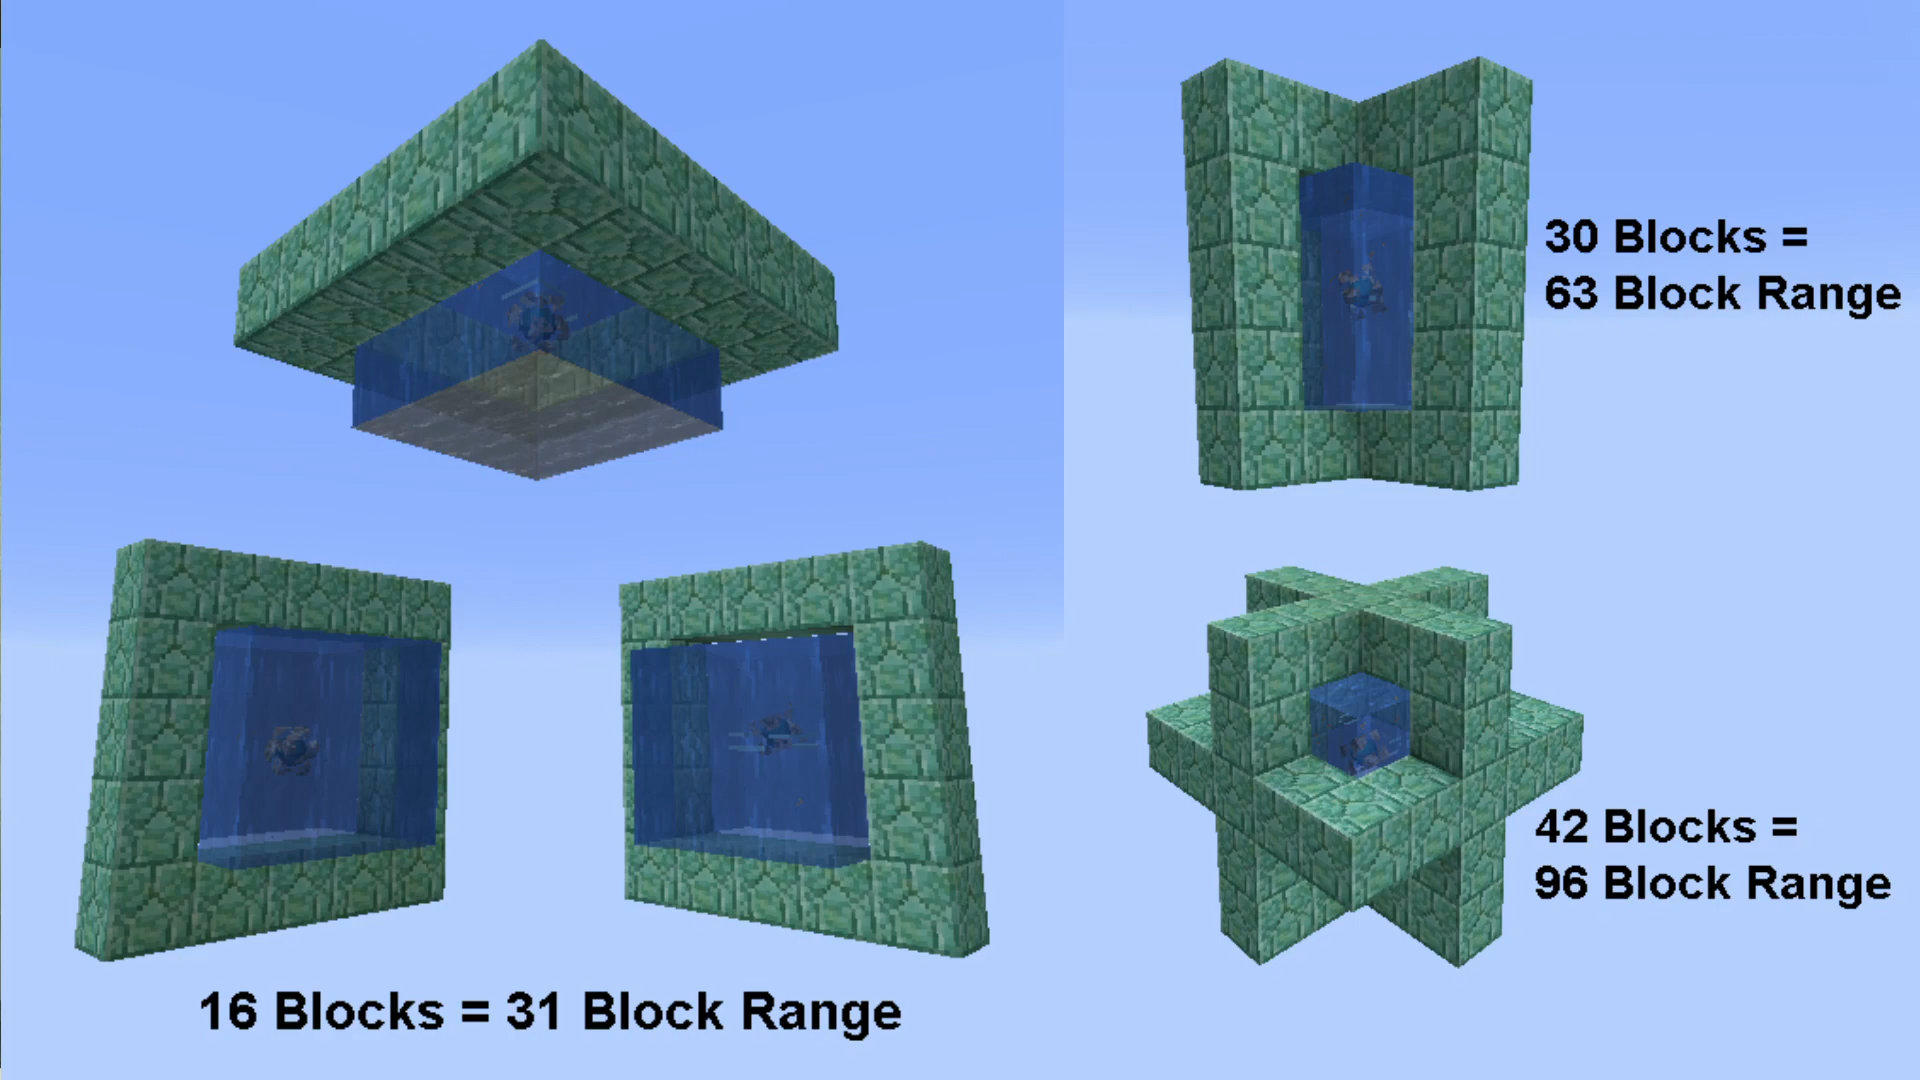 30 Blocks =
63 Block Range
42 Blocks =
96 Block Range
16 Blocks = 31 Block Range